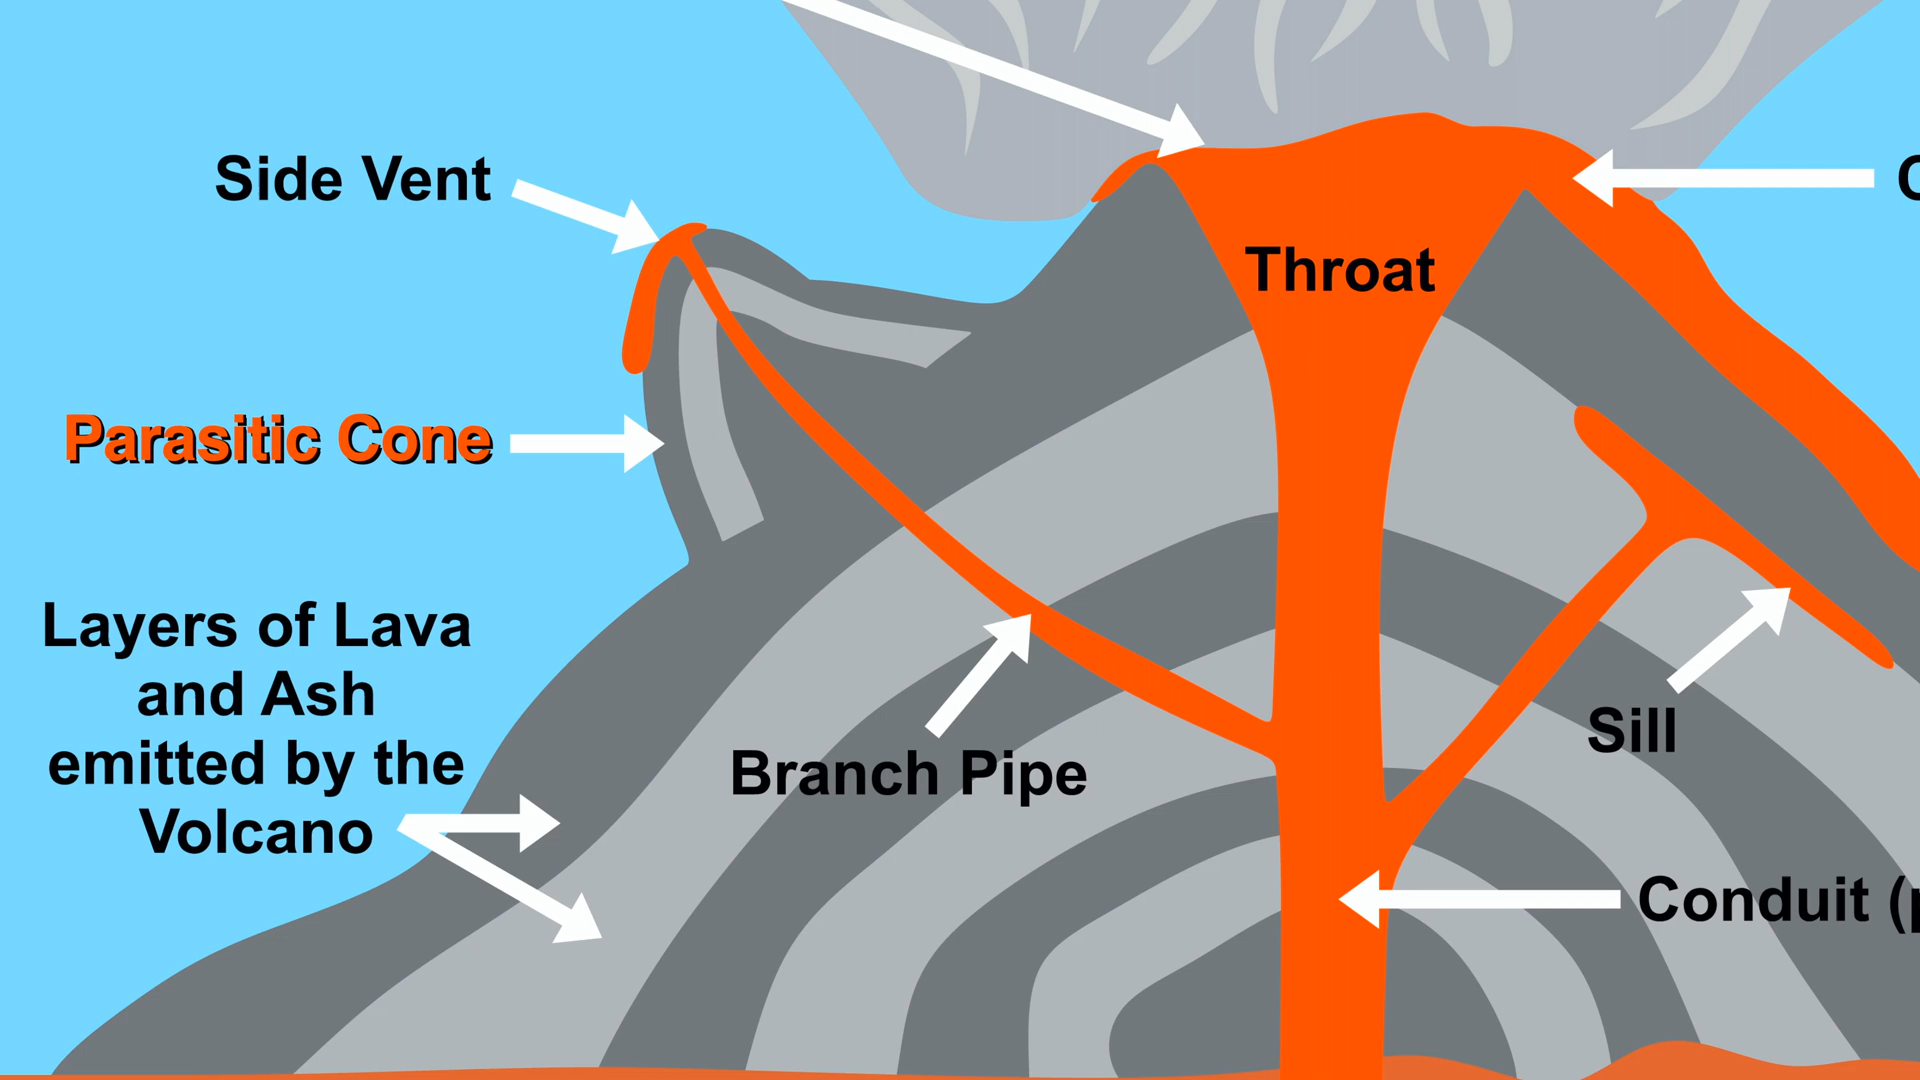 Side Vent
Throat
Parasitic Cone
Layers of Lava
and Ash
emitted by the
Volcano
Branch Pipe
Sill
Conduit